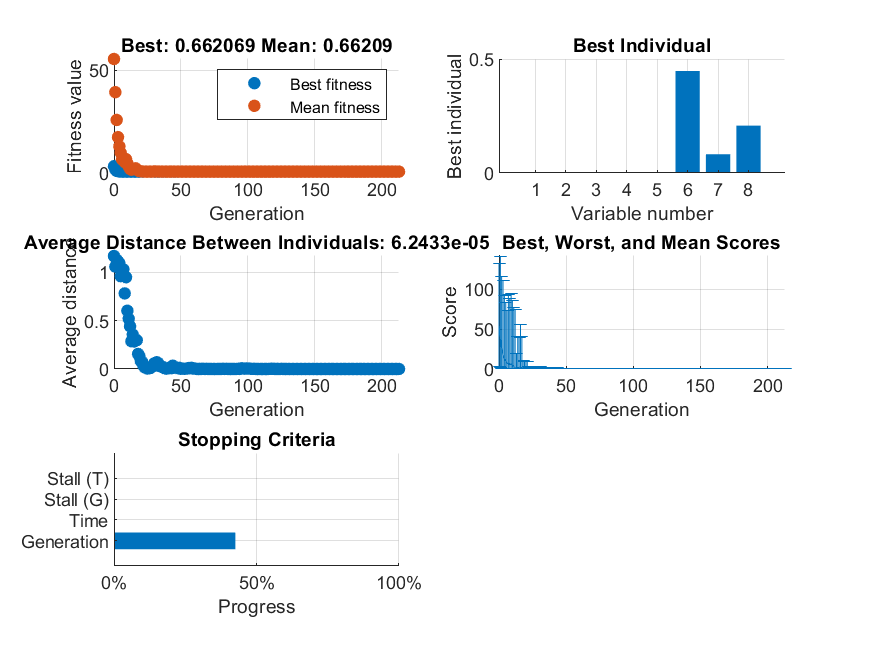 Best: 0.662069 Mean: 0.66209
Fitness value
50
0
Best fitness
Mean fitness
0 50 100 150 200
Generation
Best Individual
Best individual
0.5
0
1 2 3 4 5 6 7 8
Variable number
Average Distance Between Individuals: 6.2433e-05
Average distance
1
0.5
0
0 50 100 150 200
Generation
Best, Worst, and Mean Scores
Score
100
50
0
0 50 100 150 200
Generation
Stopping Criteria
Stall (T)
Stall (G)
Time
Generation
0% 50% 100%
Progress